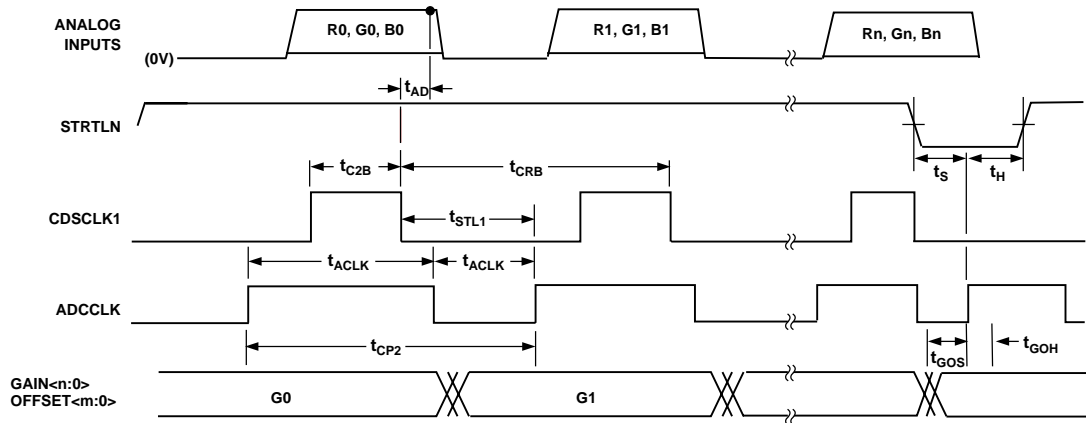 ANALOG
INPUTS
R0, G0, B0
R1, G1, B1
Rn, Gn, Bn
(0V)
tAD
STRTLN
tC2B
tCRB
tS
tH
CDSCLK1
tSTL1
tACLK
tACLK
ADCCLK
tCP2
tGOS
tGOH
GAIN<n:0>
OFFSET<m:0>
G0
G1